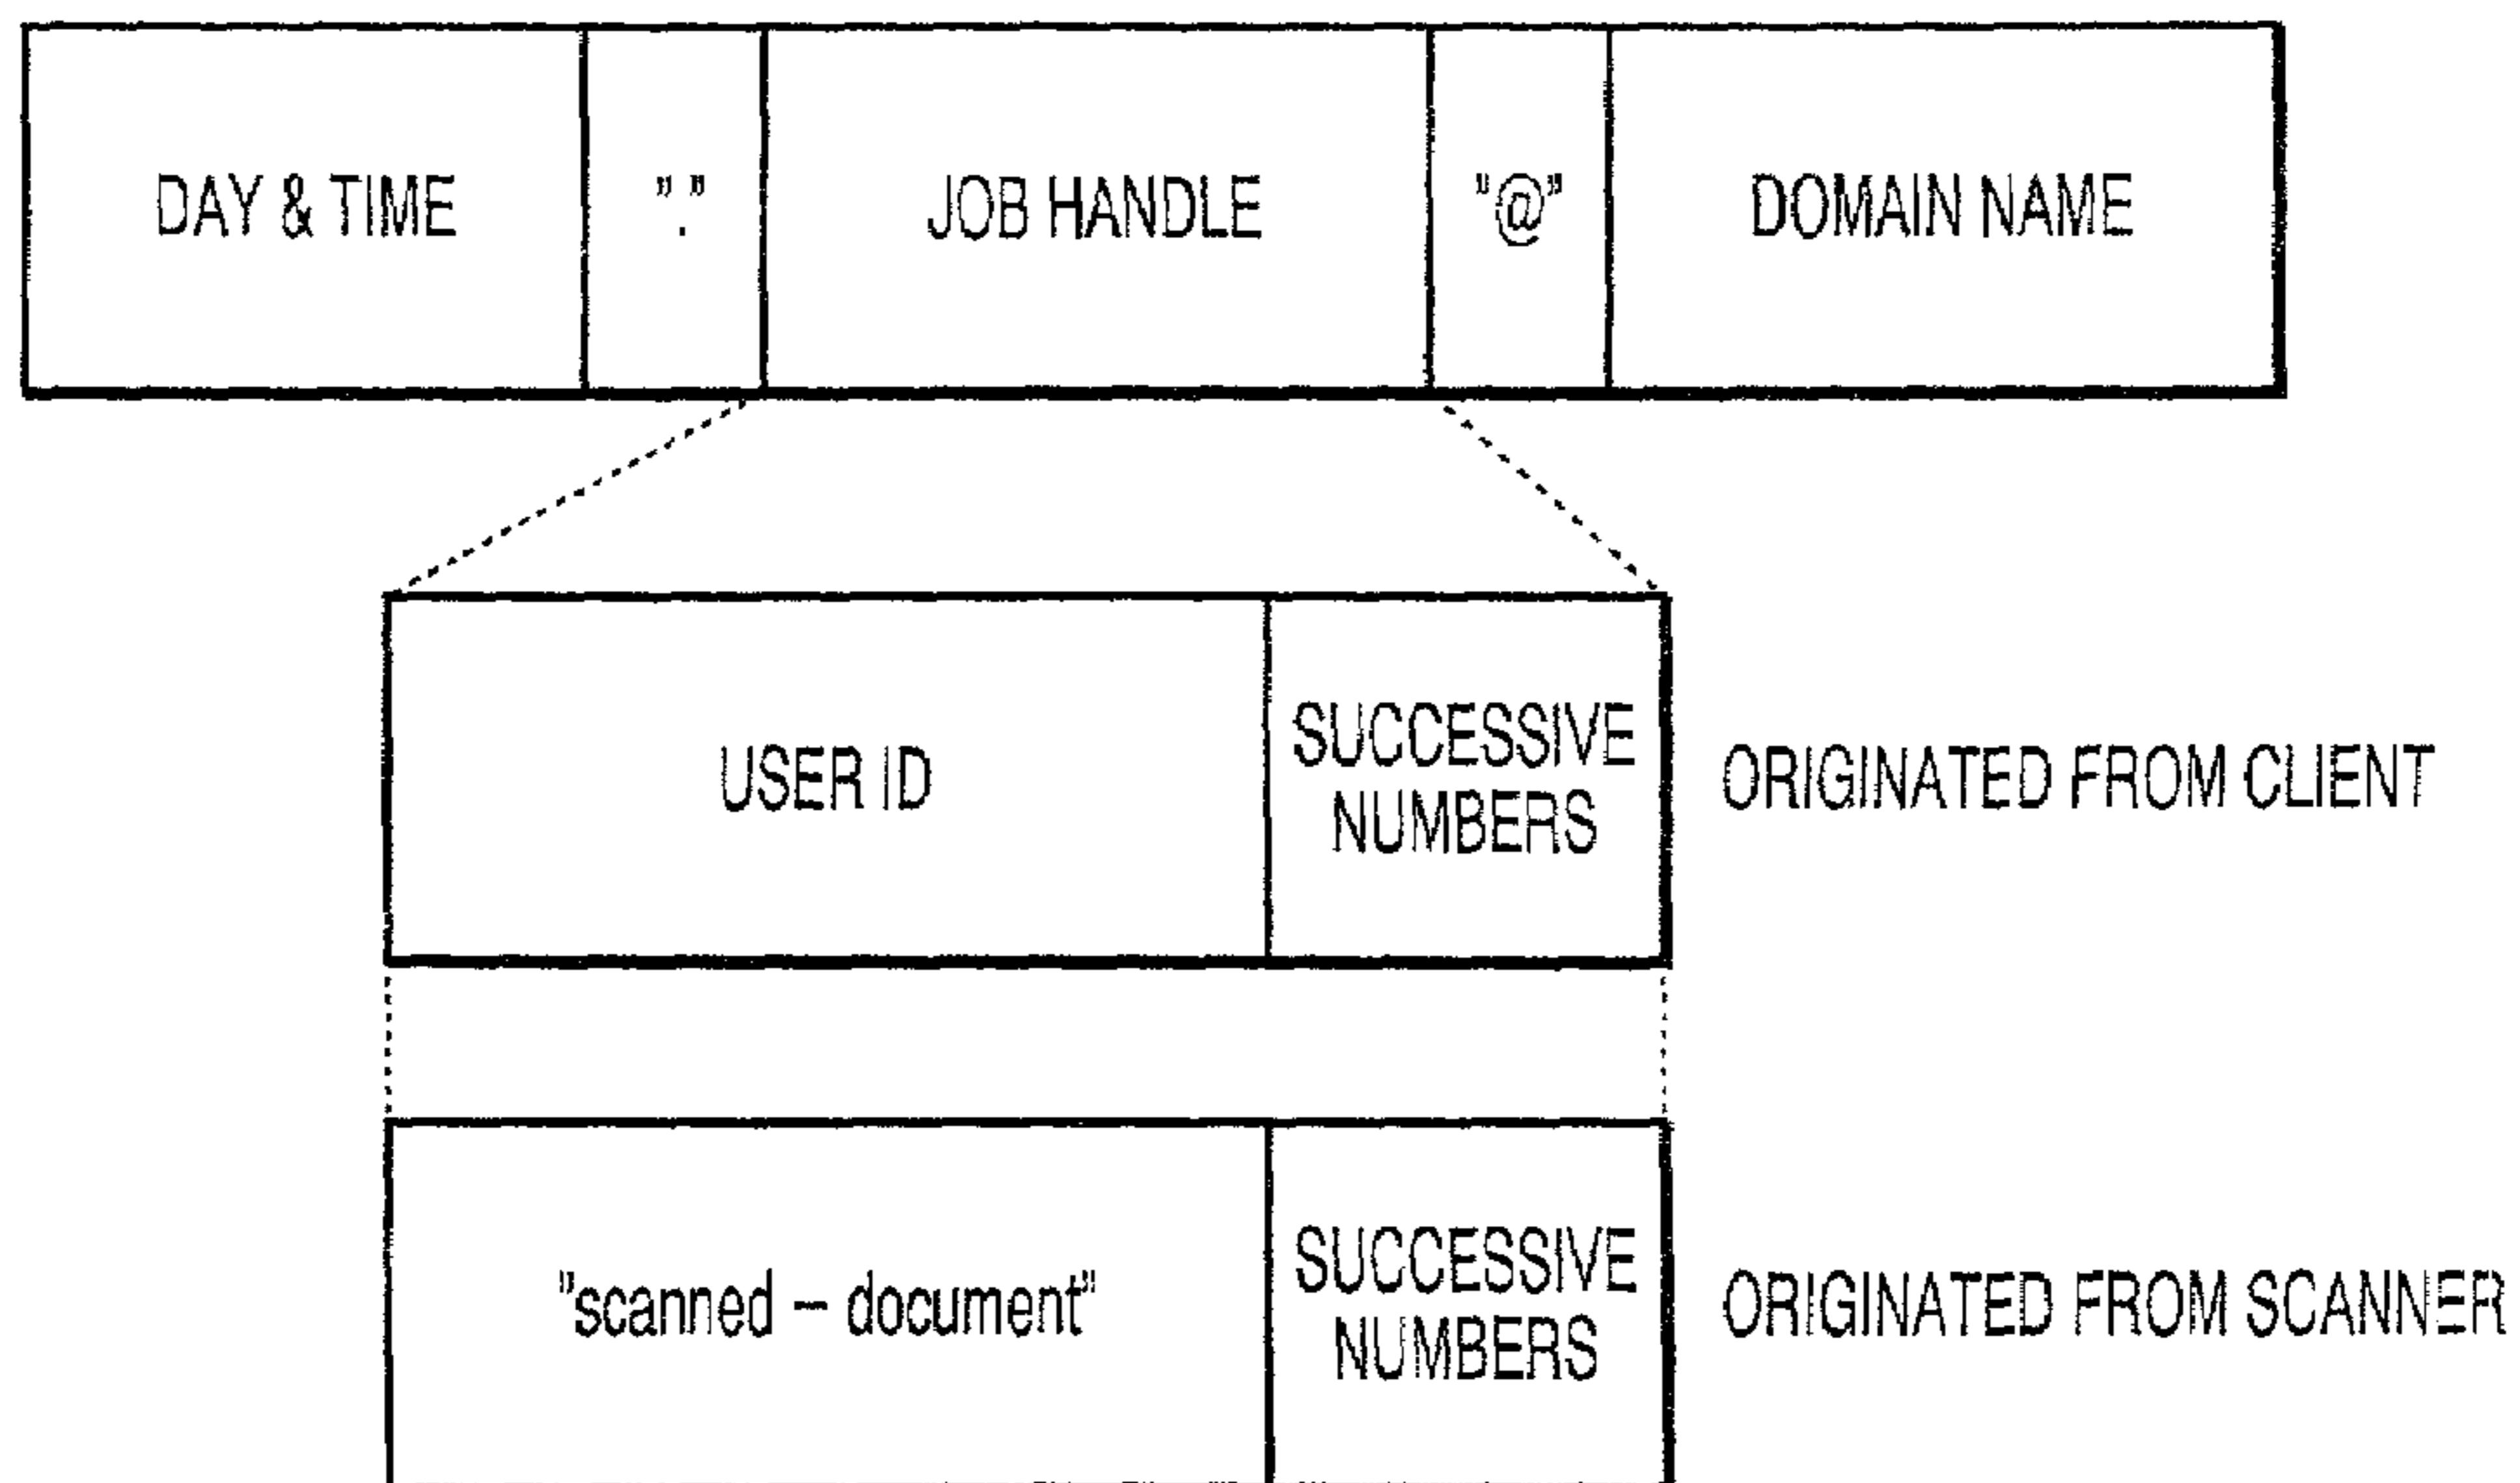 DAY & TIME "." JOB HANDLE "@" DOMAIN NAME
USER ID
SUCCESSIVE
NUMBERS
ORIGINATED FROM CLIENT
"scanned – document"
SUCCESSIVE
NUMBERS
ORIGINATED FROM SCANNER